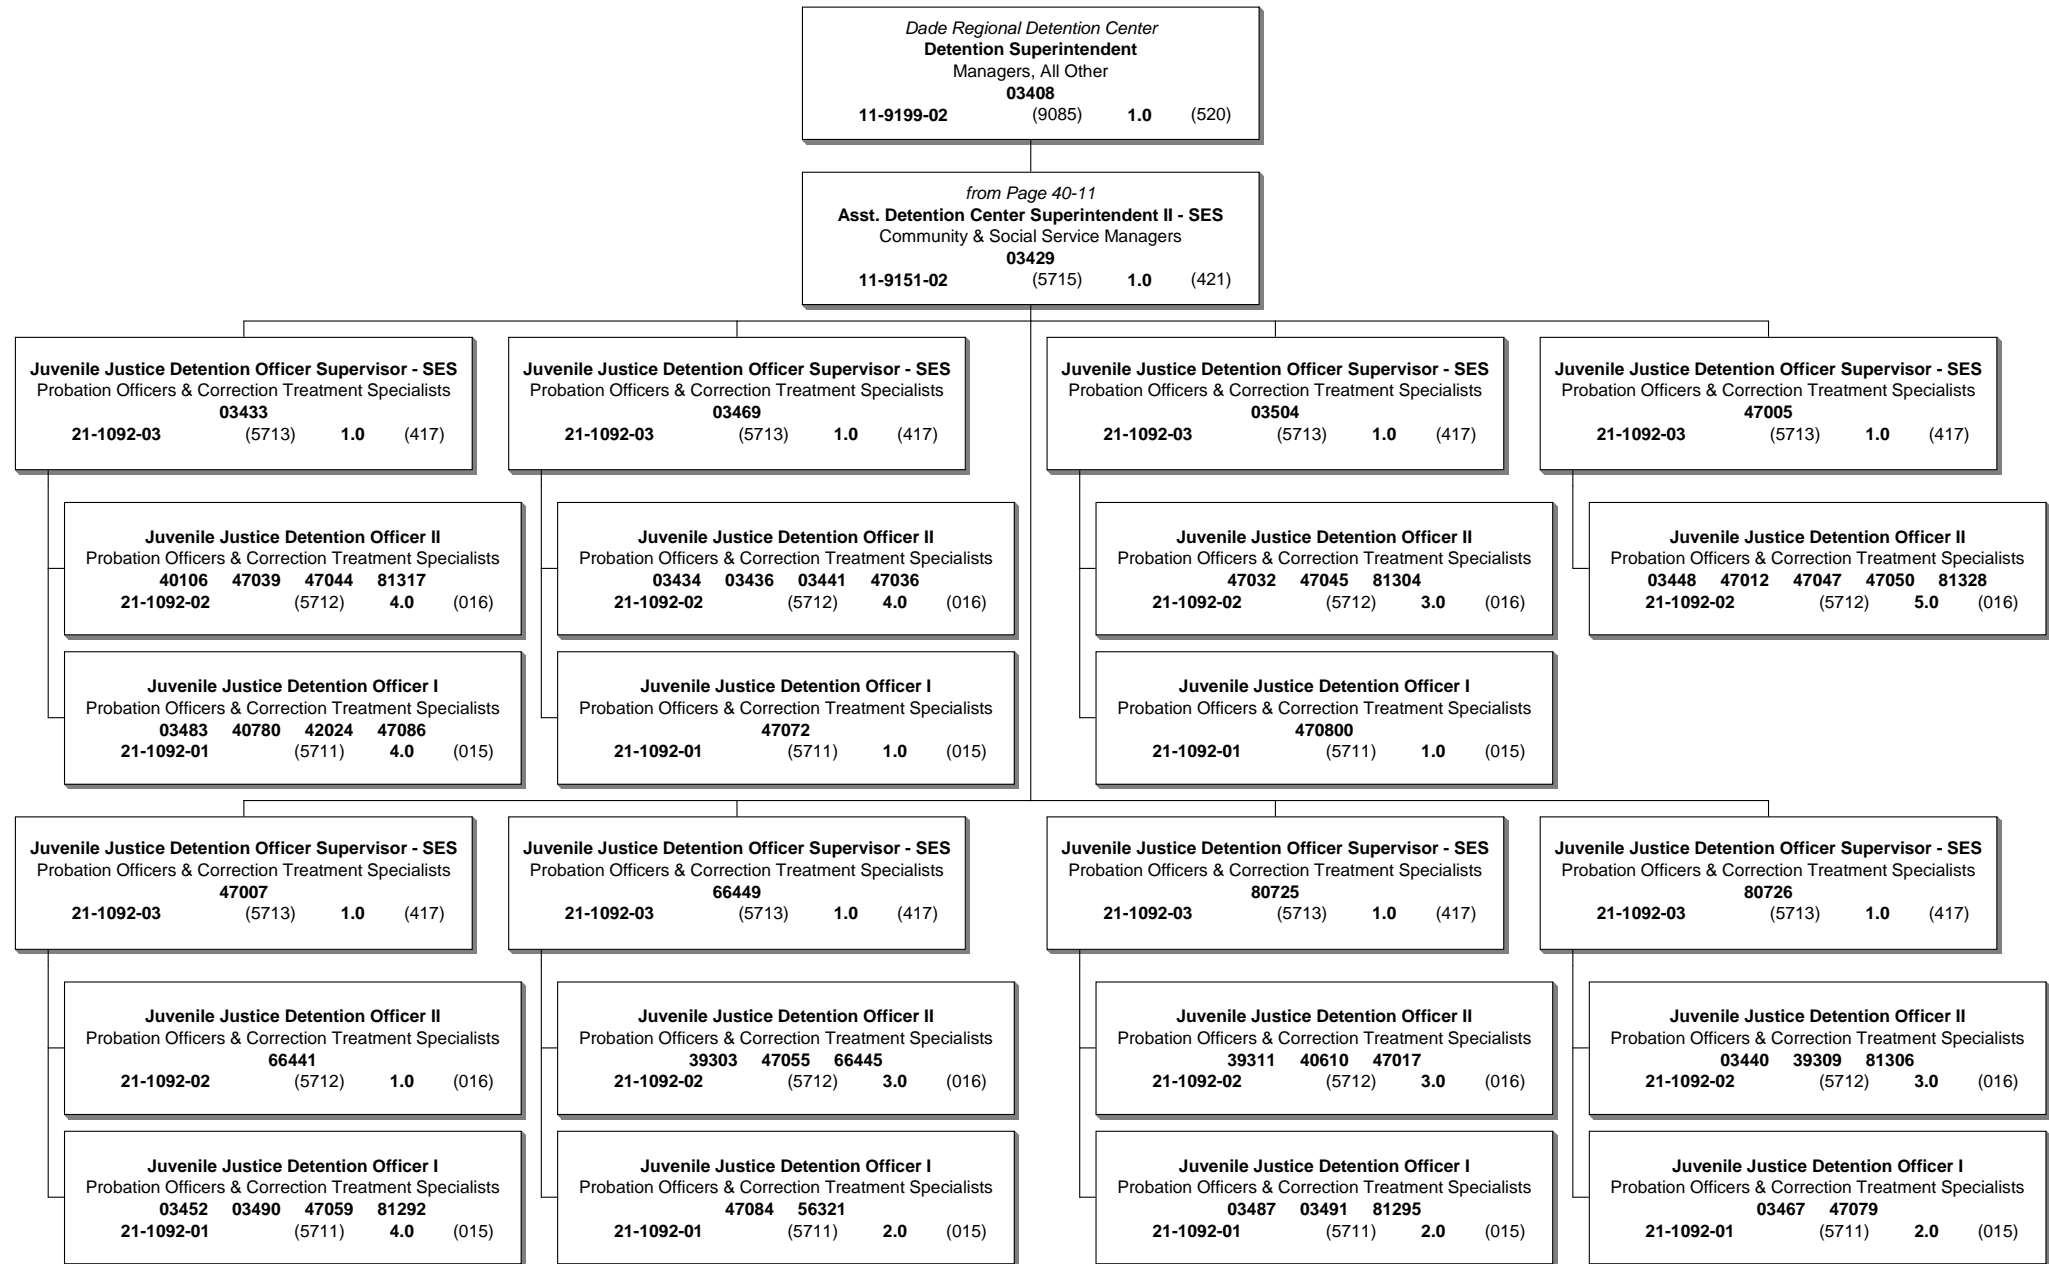 Dade Regional Detention Center
Detention Superintendent
Managers, All Other
03408
11-9199-02 (9085) 1.0 (520)
from Page 40-11
Asst. Detention Center Superintendent II - SES
Community & Social Service Managers
03429
11-9151-02 (5715) 1.0 (421)
Juvenile Justice Detention Officer Supervisor - SES
Probation Officers & Correction Treatment Specialists
03433
21-1092-03 (5713) 1.0 (417)
Juvenile Justice Detention Officer II
Probation Officers & Correction Treatment Specialists
40106 47039 47044 81317
21-1092-02 (5712) 4.0 (016)
Juvenile Justice Detention Officer I
Probation Officers & Correction Treatment Specialists
03483 40780 42024 47086
21-1092-01 (5711) 4.0 (015)
Juvenile Justice Detention Officer Supervisor - SES
Probation Officers & Correction Treatment Specialists
03469
21-1092-03 (5713) 1.0 (417)
Juvenile Justice Detention Officer II
Probation Officers & Correction Treatment Specialists
03434 03436 03441 47036
21-1092-02 (5712) 4.0 (016)
Juvenile Justice Detention Officer I
Probation Officers & Correction Treatment Specialists
47072
21-1092-01 (5711) 1.0 (015)
Juvenile Justice Detention Officer Supervisor - SES
Probation Officers & Correction Treatment Specialists
03504
21-1092-03 (5713) 1.0 (417)
Juvenile Justice Detention Officer II
Probation Officers & Correction Treatment Specialists
47032 47045 81304
21-1092-02 (5712) 3.0 (016)
Juvenile Justice Detention Officer I
Probation Officers & Correction Treatment Specialists
470800
21-1092-01 (5711) 1.0 (015)
Juvenile Justice Detention Officer Supervisor - SES
Probation Officers & Correction Treatment Specialists
47005
21-1092-03 (5713) 1.0 (417)
Juvenile Justice Detention Officer II
Probation Officers & Correction Treatment Specialists
03448 47012 47047 47050 81328
21-1092-02 (5712) 5.0 (016)
Juvenile Justice Detention Officer Supervisor - SES
Probation Officers & Correction Treatment Specialists
47007
21-1092-03 (5713) 1.0 (417)
Juvenile Justice Detention Officer II
Probation Officers & Correction Treatment Specialists
66441
21-1092-02 (5712) 1.0 (016)
Juvenile Justice Detention Officer I
Probation Officers & Correction Treatment Specialists
03452 03490 47059 81292
21-1092-01 (5711) 4.0 (015)
Juvenile Justice Detention Officer Supervisor - SES
Probation Officers & Correction Treatment Specialists
66449
21-1092-03 (5713) 1.0 (417)
Juvenile Justice Detention Officer II
Probation Officers & Correction Treatment Specialists
39303 47055 66445
21-1092-02 (5712) 3.0 (016)
Juvenile Justice Detention Officer I
Probation Officers & Correction Treatment Specialists
47084 56321
21-1092-01 (5711) 2.0 (015)
Juvenile Justice Detention Officer Supervisor - SES
Probation Officers & Correction Treatment Specialists
80725
21-1092-03 (5713) 1.0 (417)
Juvenile Justice Detention Officer II
Probation Officers & Correction Treatment Specialists
39311 40610 47017
21-1092-02 (5712) 3.0 (016)
Juvenile Justice Detention Officer I
Probation Officers & Correction Treatment Specialists
03487 03491 81295
21-1092-01 (5711) 2.0 (015)
Juvenile Justice Detention Officer Supervisor - SES
Probation Officers & Correction Treatment Specialists
80726
21-1092-03 (5713) 1.0 (417)
Juvenile Justice Detention Officer II
Probation Officers & Correction Treatment Specialists
03440 39309 81306
21-1092-02 (5712) 3.0 (016)
Juvenile Justice Detention Officer I
Probation Officers & Correction Treatment Specialists
03467 47079
21-1092-01 (5711) 2.0 (015)